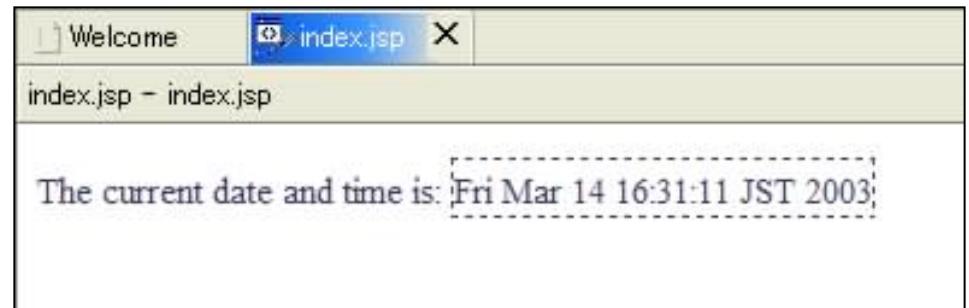 Welcome index.jsp
index.jsp - index.jsp
The current date and time is: Fri Mar 14 16:31:11 JST 2003